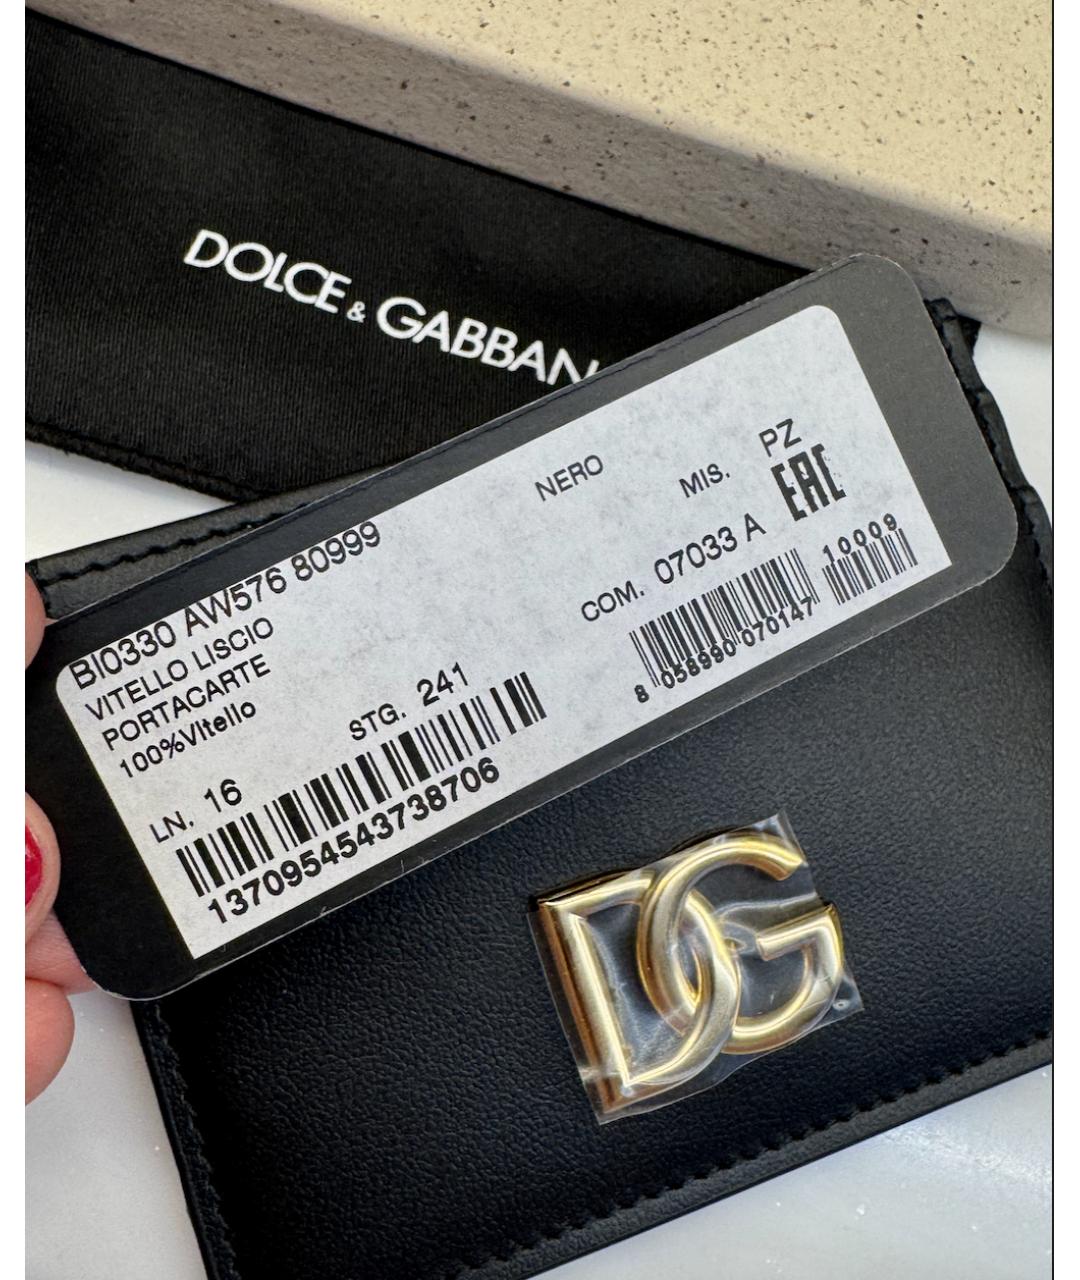 DOLCE & GABBAN
NERO
MIS.
PZ
BI0330 AW576 80999
COM. 07033 A
EAC
VITELLO LISCIO
PORTACARTE
100%Vitello
STG. 241
8 058990 070147
10009
LN. 16
1370954543738706
DG